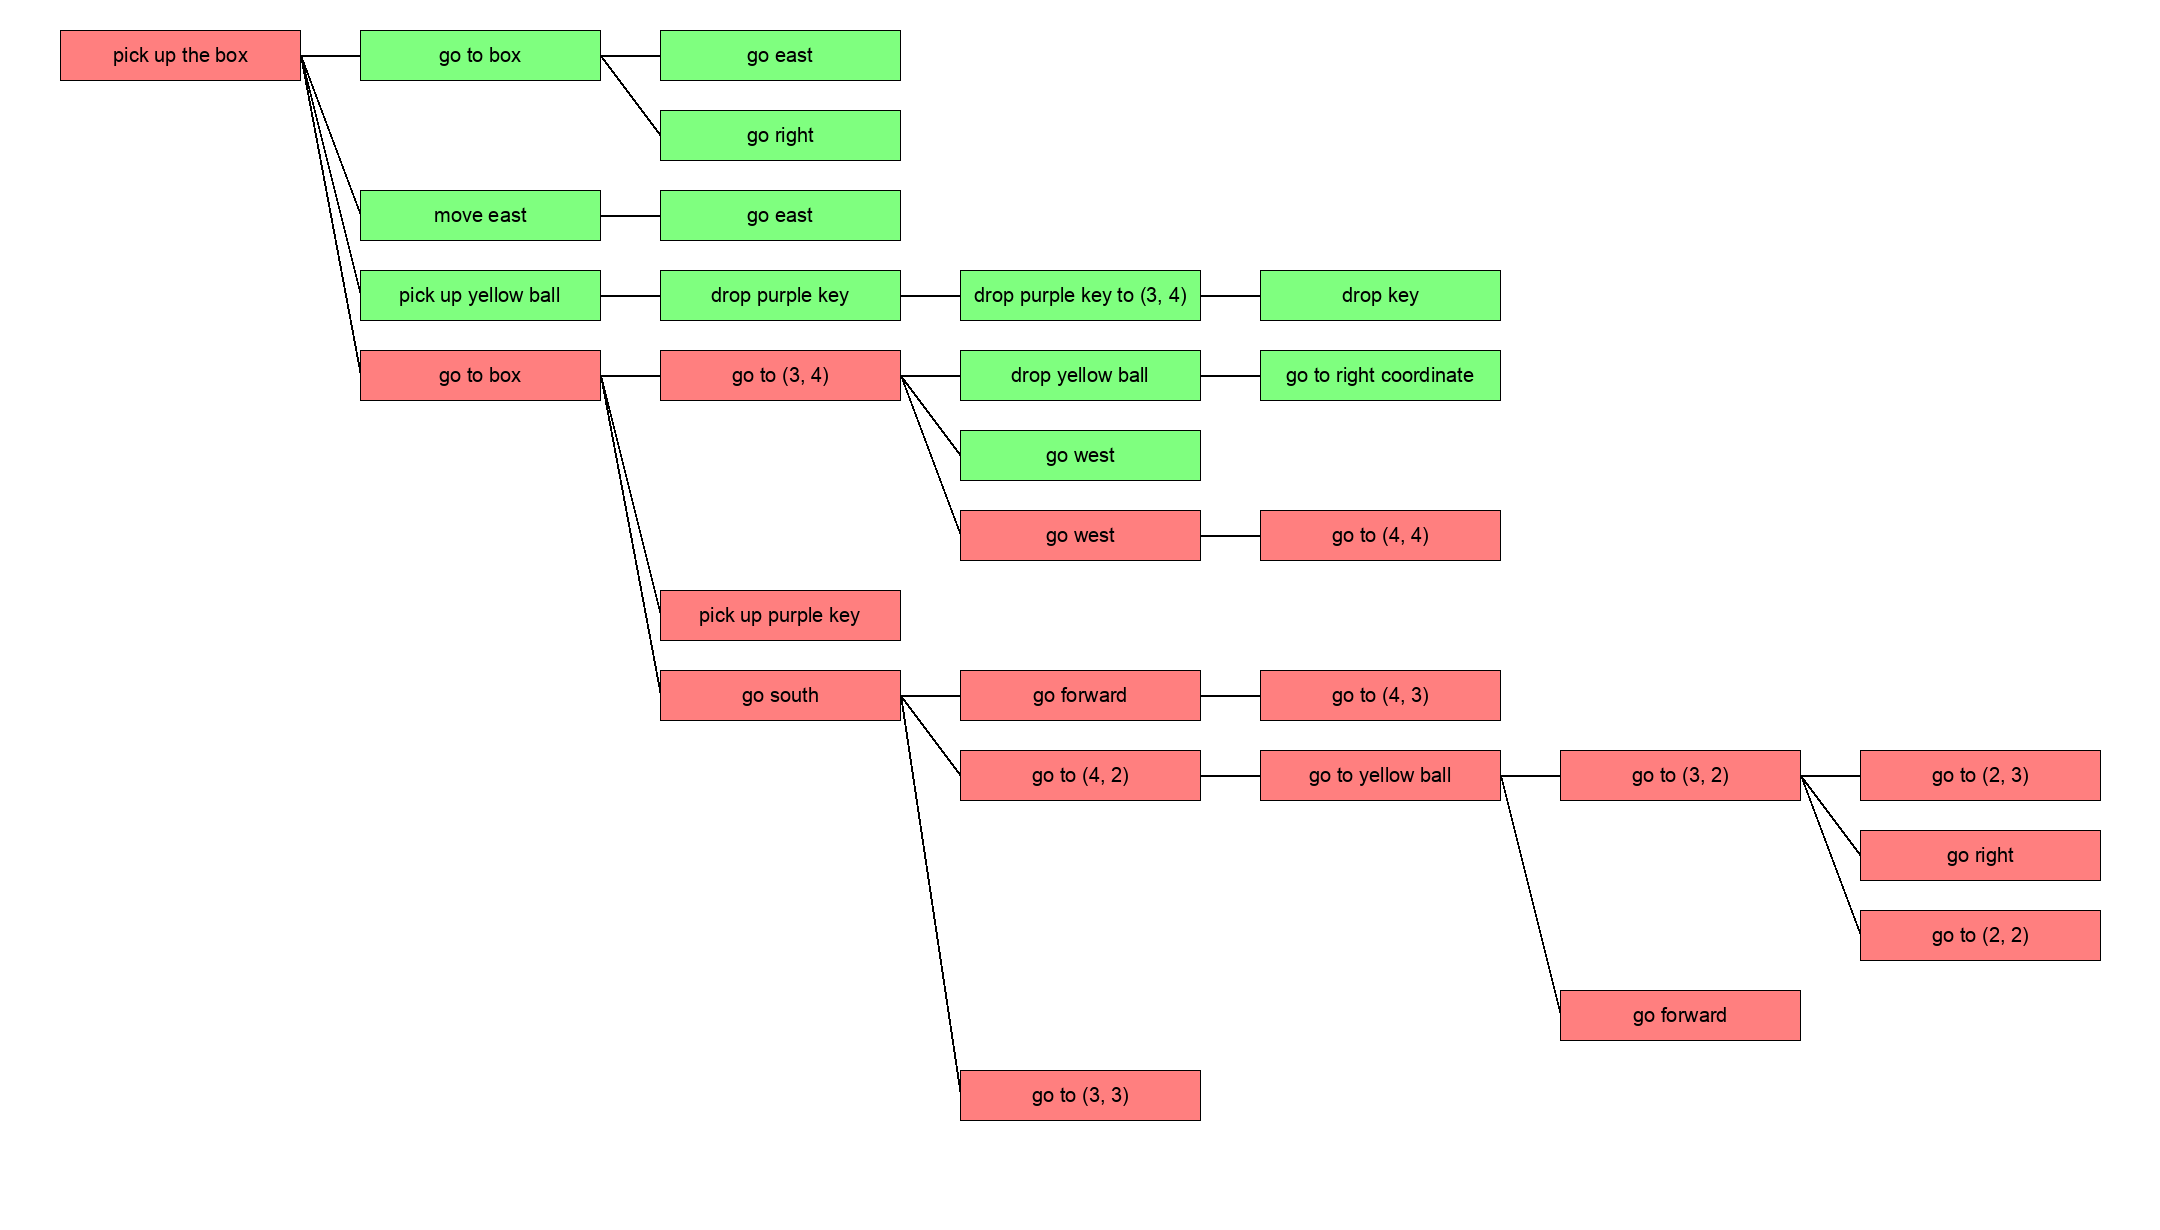 pick up the box
go to box
go east
go right
move east
go east
pick up yellow ball
drop purple key
drop purple key to (3, 4)
drop key
go to box
go to (3, 4)
drop yellow ball
go to right coordinate
go west
go west
go to (4, 4)
pick up purple key
go south
go forward
go to (4, 3)
go to (4, 2)
go to yellow ball
go to (3, 2)
go to (2, 3)
go right
go to (2, 2)
go forward
go to (3, 3)